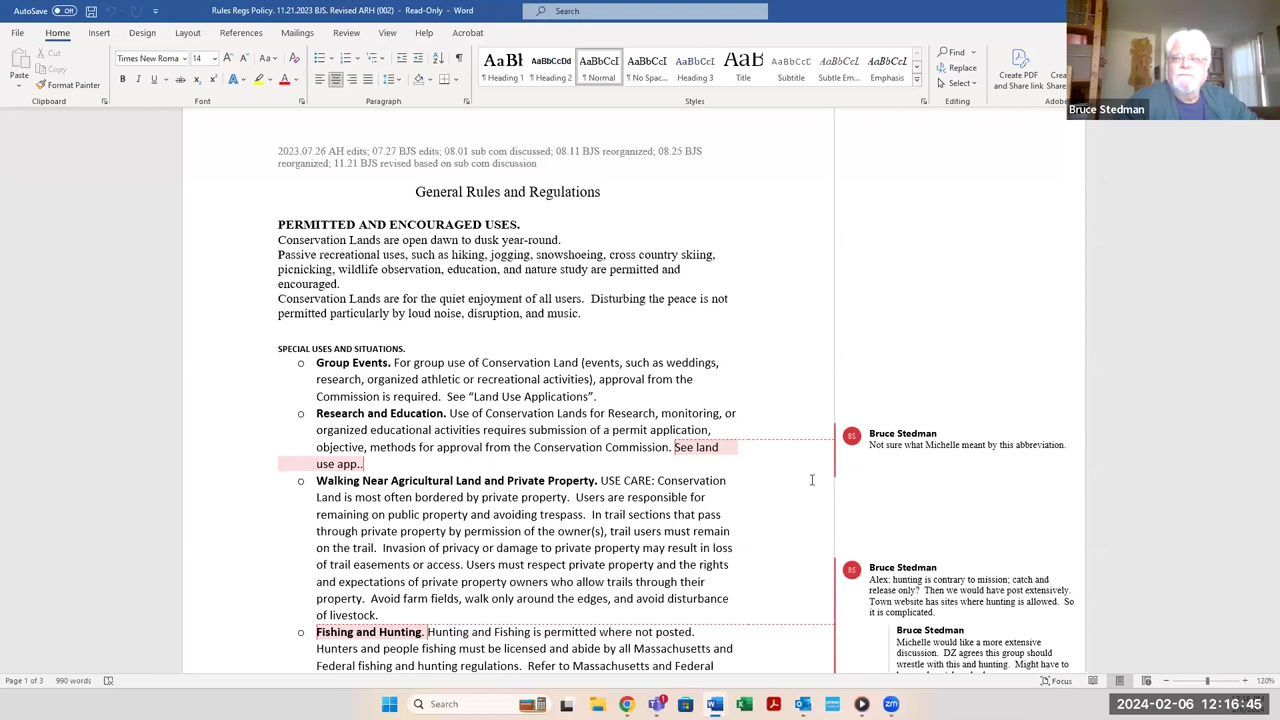 AutoSave
Off
Rules Regs Policy. 11.21.2023 BJS. Revised ARH (002) - Read-Only - Word
Search
File
Home
Insert
Design
Layout
References
Mailings
Review
View
Help
Acrobat
Paste
Cut
Copy
Format Painter
Clipboard
Times New Roma
14
Font
Paragraph
AaBb
Heading 1
AaBbCcDd
Heading 2
AaBbCcI
Normal
AaBbCcI
No Spac...
AaBbCcI
Heading 3
AaBbC
Title
AaBbCcD
Subtitle
AaBbCcI
Subtle Em...
AaBbCcI
Emphasis
Styles
Find
Replace
Select
Editing
Create PDF
and Share link
Crea
Share
Adob
Bruce Stedman
2023.07.26 AH edits; 07.27 BJS edits; 08.01 sub com discussed; 08.11 BJS reorganized; 08.25 BJS
reorganized; 11.21 BJS revised based on sub com discussion
General Rules and Regulations
PERMITTED AND ENCOURAGED USES.
Conservation Lands are open dawn to dusk year-round.
Passive recreational uses, such as hiking, jogging, snowshoeing, cross country skiing,
picnicking, wildlife observation, education, and nature study are permitted and
encouraged.
Conservation Lands are for the quiet enjoyment of all users. Disturbing the peace is not
permitted particularly by loud noise, disruption, and music.
SPECIAL USES AND SITUATIONS.
o Group Events. For group use of Conservation Land (events, such as weddings,
research, organized athletic or recreational activities), approval from the
Commission is required. See “Land Use Applications”.
o Research and Education. Use of Conservation Lands for Research, monitoring, or
organized educational activities requires submission of a permit application,
objective, methods for approval from the Conservation Commission. See land
use app..
o Walking Near Agricultural Land and Private Property. USE CARE: Conservation
Land is most often bordered by private property. Users are responsible for
remaining on public property and avoiding trespass. In trail sections that pass
through private property by permission of the owner(s), trail users must remain
on the trail. Invasion of privacy or damage to private property may result in loss
of trail easements or access. Users must respect private property and the rights
and expectations of private property owners who allow trails through their
property. Avoid farm fields, walk only around the edges, and avoid disturbance
of livestock.
o Fishing and Hunting. Hunting and Fishing is permitted where not posted.
Hunters and people fishing must be licensed and abide by all Massachusetts and
Federal fishing and hunting regulations. Refer to Massachusetts and Federal
BS
Bruce Stedman
Not sure what Michelle meant by this abbreviation.
BS
Bruce Stedman
Alex: hunting is contrary to mission; catch and
release only? Then we would have post extensively.
Town website has sites where hunting is allowed. So
it is complicated.
Bruce Stedman
Michelle would like a more extensive
discussion. DZ agrees this group should
wrestle with this and hunting. Might have to
Page 1 of 3
990 words
Focus
120%
Search
2024-02-06 12:16:45